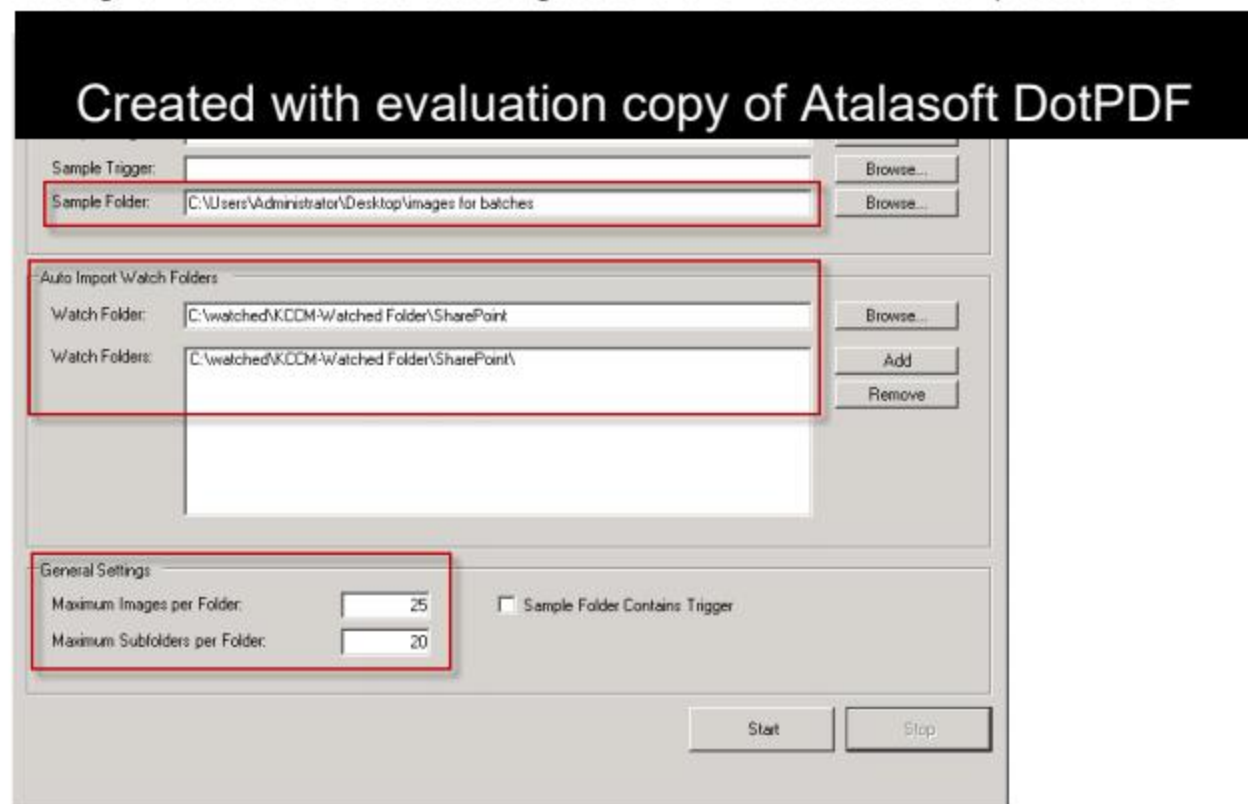 Created with evaluation copy of Atalasoft DotPDF
Sample Trigger: Browse...
Sample Folder: C:\Users\Administrator\Desktop\images for batches Browse...
Auto Import Watch Folders
Watch Folder: C:\watched\KCCM-Watched Folder\SharePoint Browse...
Watch Folders: C:\watched\KCCM-Watched Folder\SharePoint\ Add
Remove
General Settings
Maximum Images per Folder: 25 Sample Folder Contains Trigger
Maximum Subfolders per Folder: 20
Start Stop